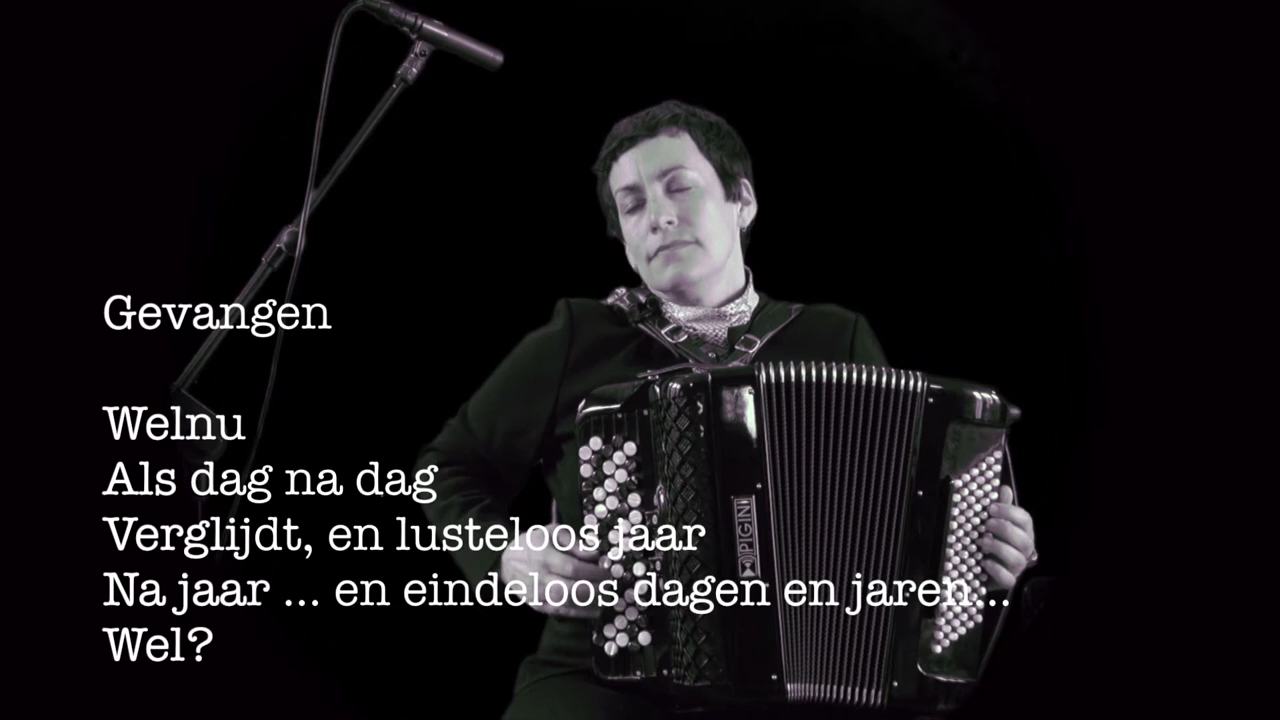 Gevangen
Welnu
Als dag na dag
Verglijdt, en lusteloos jaar
Na jaar ... en eindeloos dagen en jaren...
Wel?
PIGINI